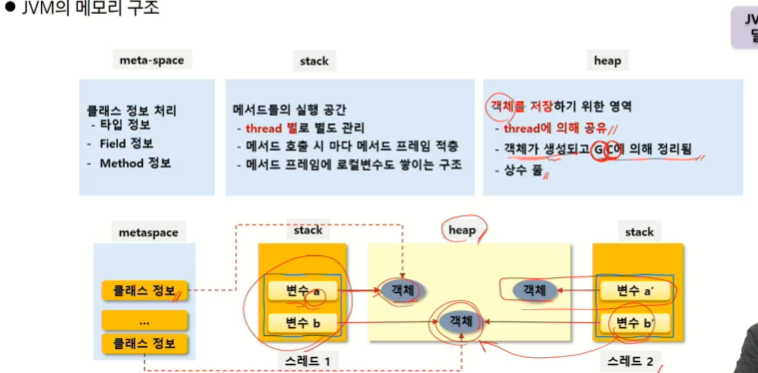 ● JVM의 메모리 구조
meta-space
stack
heap
클래스 정보 처리
- 타입 정보
- Field 정보
- Method 정보
메서드들의 실행 공간
- thread 별로 별도 관리
- 메서드 호출 시 마다 메서드 프레임 적층
- 메서드 프레임에 로컬변수도 쌓이는 구조
객체를 저장하기 위한 영역
- thread에 의해 공유
- 객체가 생성되고 GC에 의해 정리됨
- 상수 풀
metaspace
stack
heap
stack
클래스 정보
...
클래스 정보
변수 a
변수 b
객체
객체
객체
변수 a′
변수 b′
스레드 1
스레드 2
JV